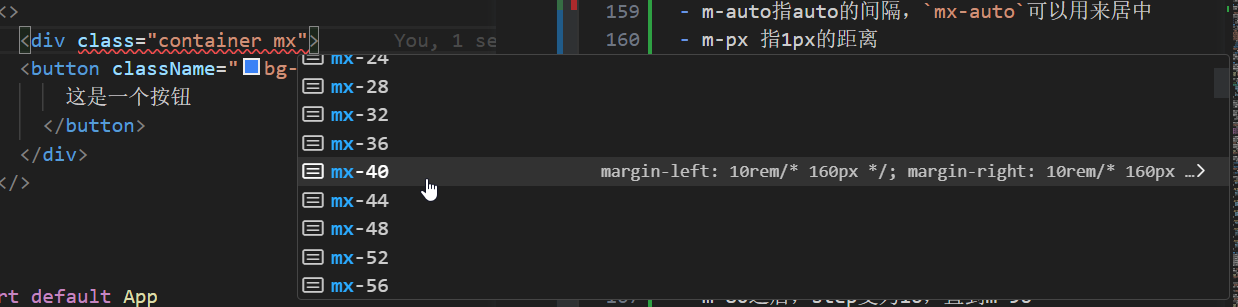 <>
<div class="container mx">    You, 1 se
<button className="bg-
这是一个按钮
</button>
</div>
</>
rt default App
mx-24
mx-28
mx-32
mx-36
mx-40    margin-left: 10rem/* 160px */; margin-right: 10rem/* 160px …
mx-44
mx-48
mx-52
mx-56
159    - m-auto指auto的间隔，`mx-auto`可以用来居中
160    - m-px 指1px的距离